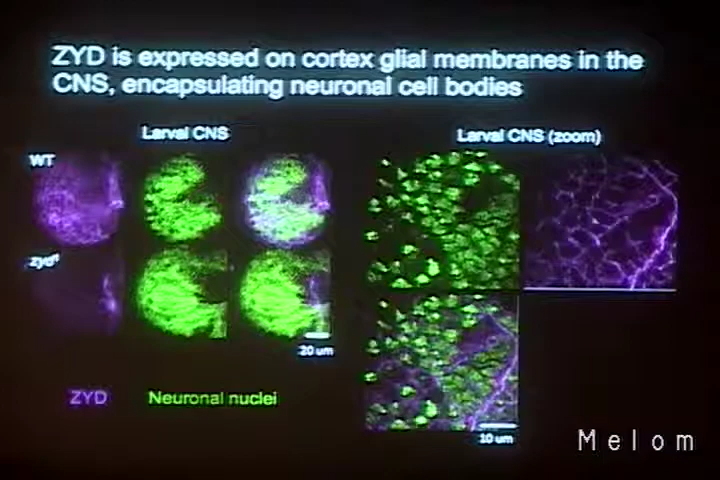 ZYD is expressed on cortex glial membranes in the
CNS, encapsulating neuronal cell bodies
Larval CNS
Larval CNS (zoom)
WT
20 um
ZYD
Neuronal nuclei
10 um
Melom